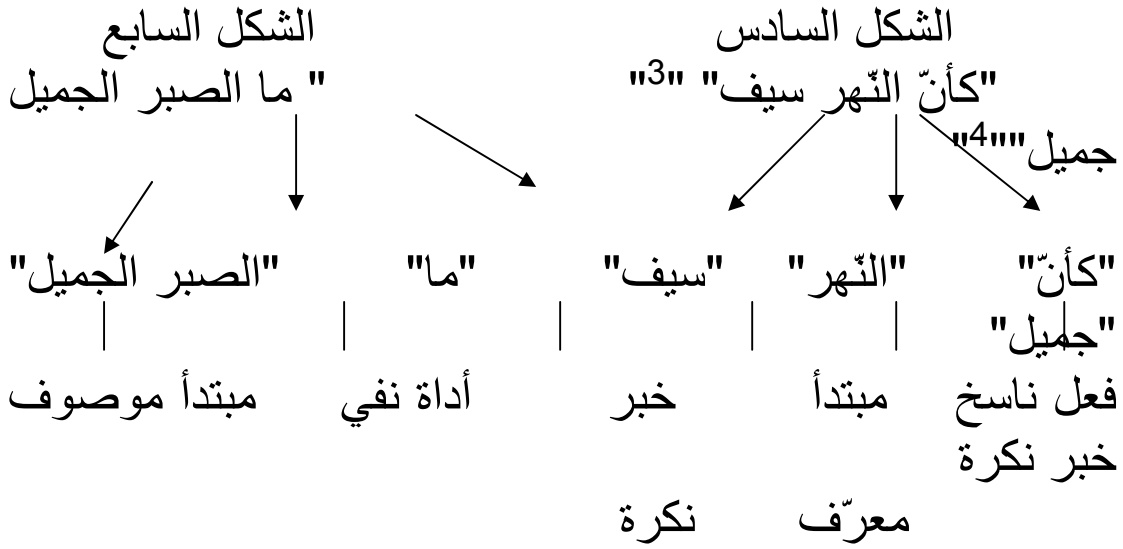 الشكل السادس الشكل السابع
"كأنّ النّهر سيف" "3" " ما الصبر الجميل
جميل""4"
"كأنّ" "النّهر" "سيف" "ما" "الصبر الجميل"
"جميل"
فعل ناسخ مبتدأ خبر أداة نفي مبتدأ موصوف
خبر نكرة
معرّف نكرة